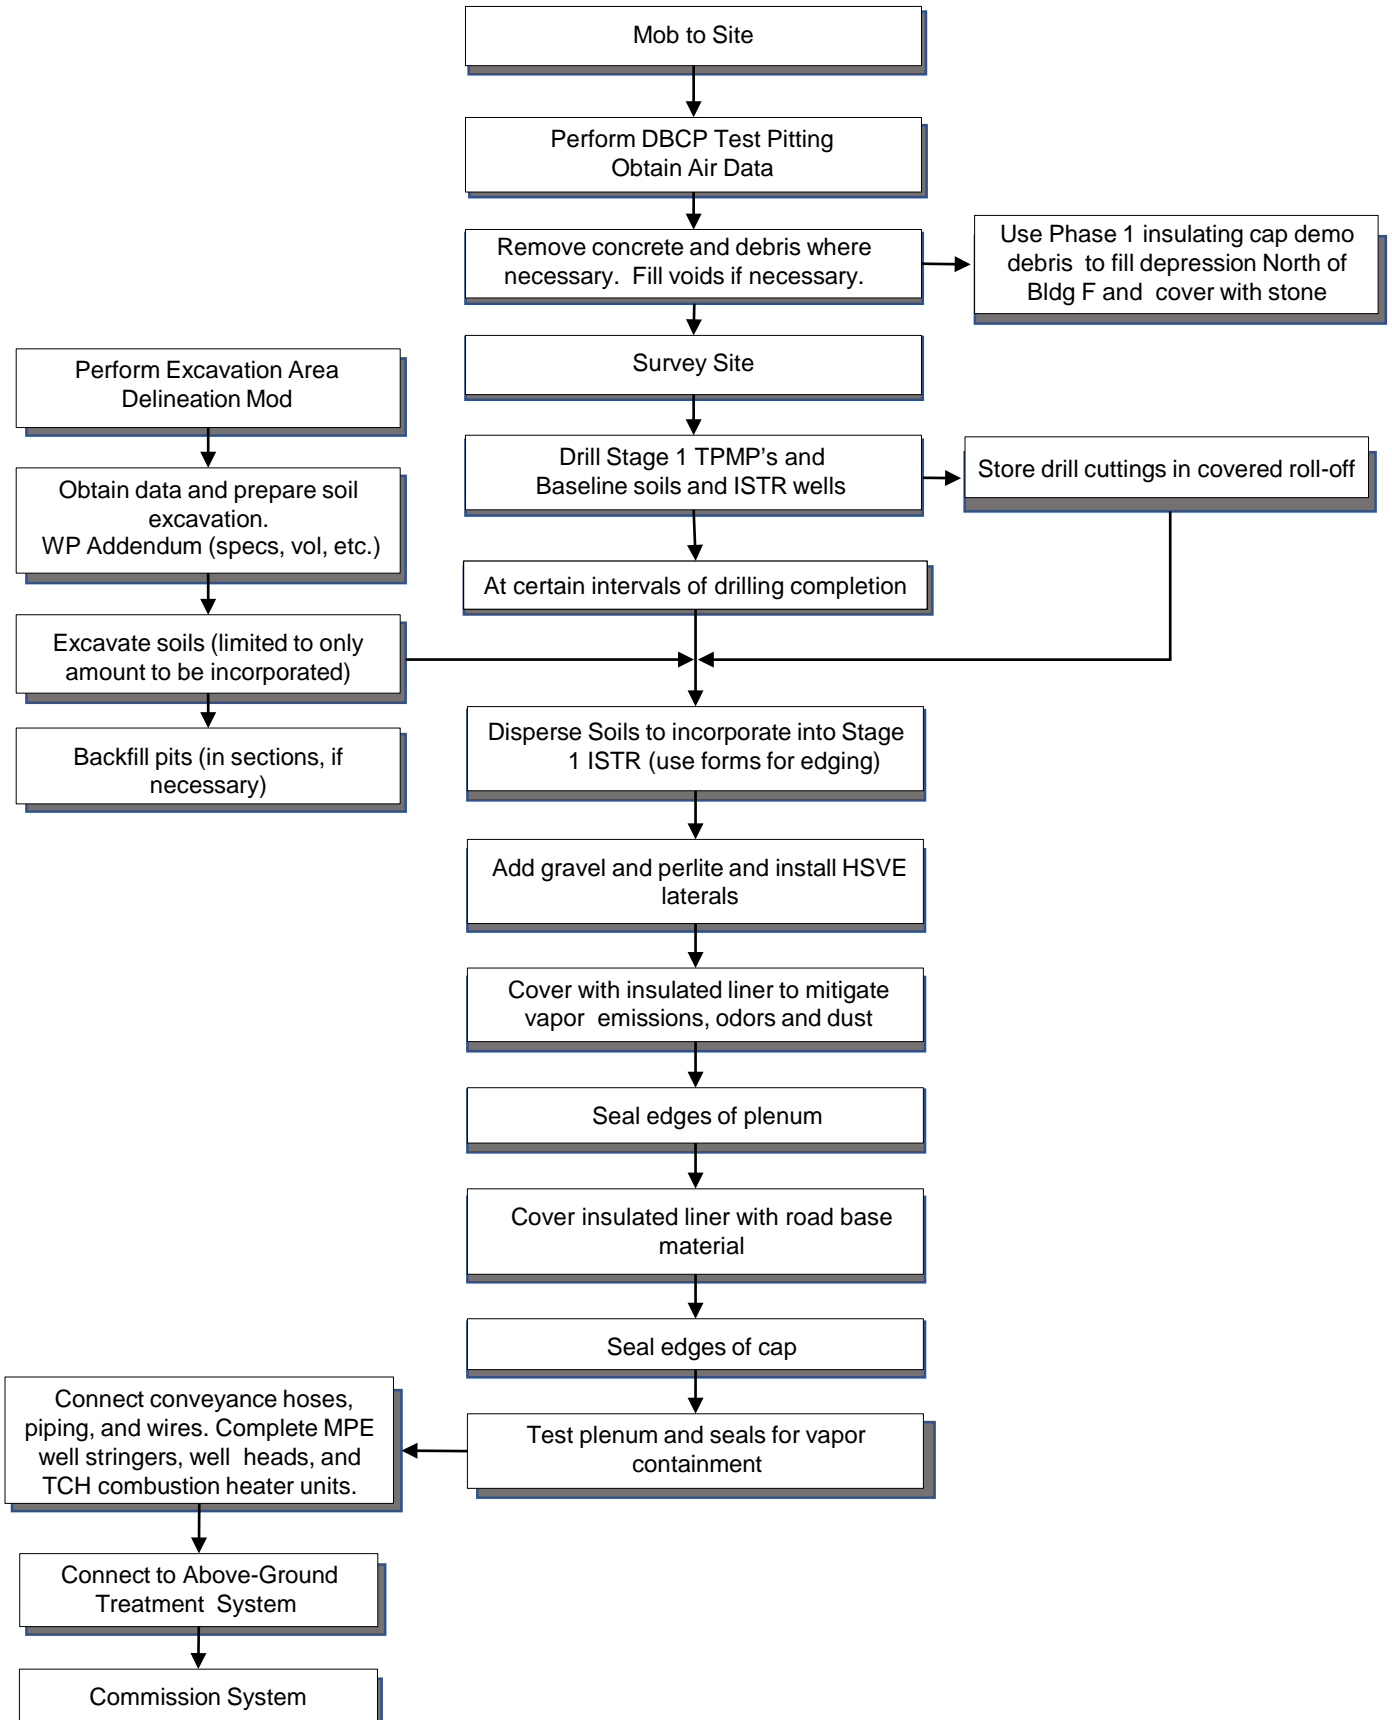 Mob to Site
Perform DBCP Test Pitting
Obtain Air Data
Remove concrete and debris where
necessary. Fill voids if necessary.
Use Phase 1 insulating cap demo
debris to fill depression North of
Bldg F and cover with stone
Survey Site
Perform Excavation Area
Delineation Mod
Drill Stage 1 TPMP's and
Baseline soils and ISTR wells
Store drill cuttings in covered roll-off
Obtain data and prepare soil
excavation.
WP Addendum (specs, vol, etc.)
At certain intervals of drilling completion
Excavate soils (limited to only
amount to be incorporated)
Backfill pits (in sections, if
necessary)
Disperse Soils to incorporate into Stage
1 ISTR (use forms for edging)
Add gravel and perlite and install HSVE
laterals
Cover with insulated liner to mitigate
vapor emissions, odors and dust
Seal edges of plenum
Cover insulated liner with road base
material
Seal edges of cap
Test plenum and seals for vapor
containment
Connect conveyance hoses,
piping, and wires. Complete MPE
well stringers, well heads, and
TCH combustion heater units.
Connect to Above-Ground
Treatment System
Commission System